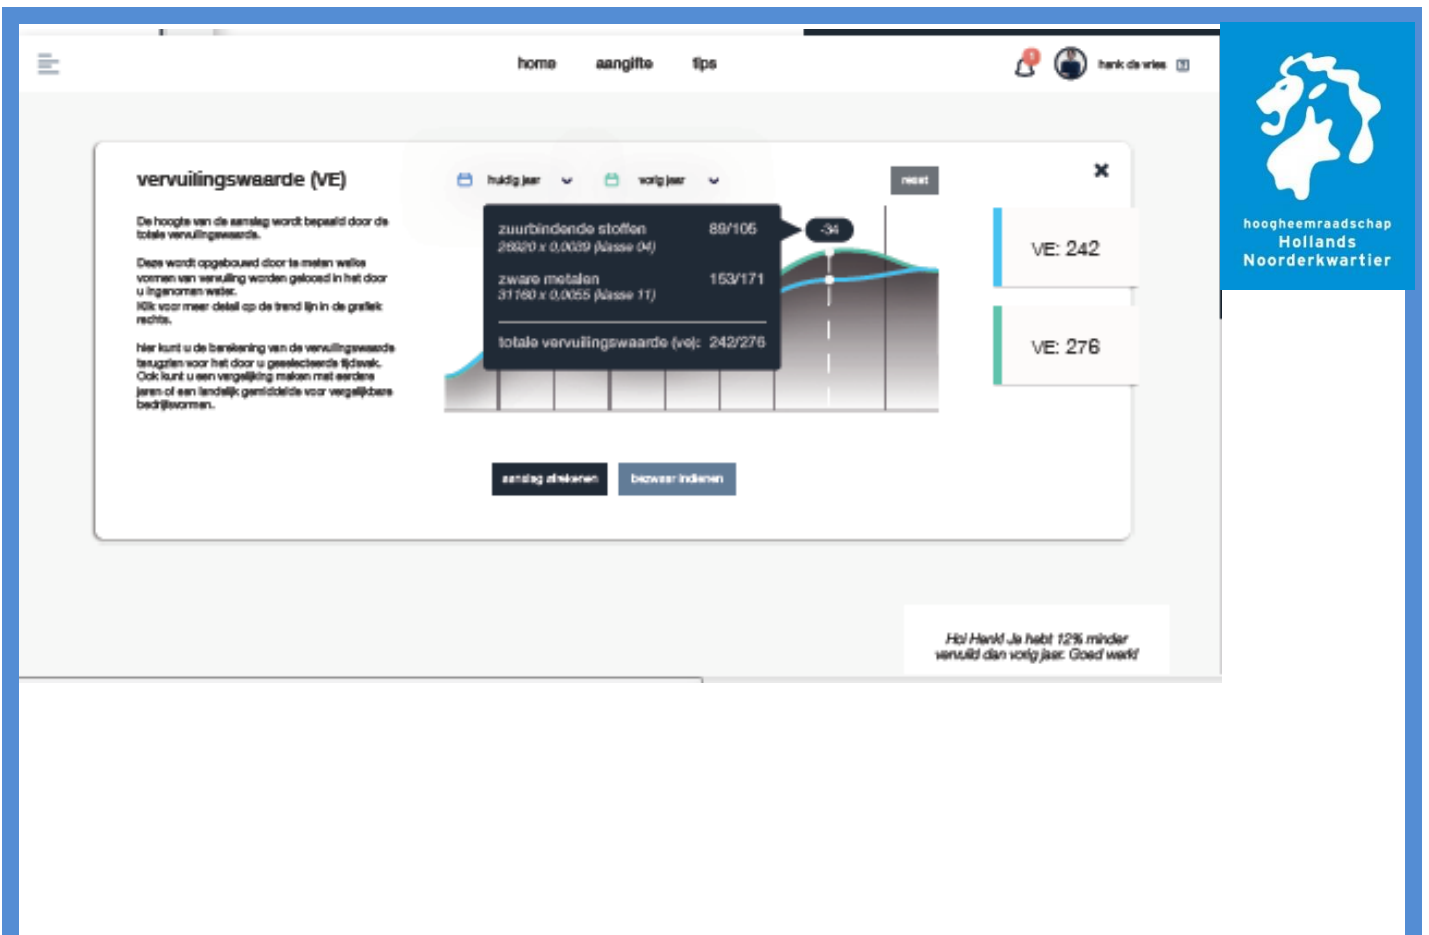 home aangifte tips
1
henk de vries
vervuilingswaarde (VE)
huidig jaar
vorig jaar
reset
De hoogte van de aanslag wordt bepaald door de
totale vervuilingswaarde.
Deze wordt opgebouwd door te meten welke
vormen van vervuiling worden geloosd in het door
u ingenomen water.
Klik voor meer detail op de trend lijn in de grafiek
rechts.
hier kunt u de berekening van de vervuilingswaarde
terugzien voor het door u geselecteerde tijdvak.
Ook kunt u een vergelijking maken met eerdere
jaren of een landelijk gemiddelde voor vergelijkbare
bedrijfsvormen.
zuurbindende stoffen 89/105
26920 x 0,0039 (klasse 04)
zware metalen 153/171
31160 x 0,0055 (klasse 11)
totale vervuilingswaarde (ve): 242/276
-34
VE: 242
VE: 276
aanslag afrekenen
bezwaar indienen
Hoi Henk! Je hebt 12% minder
vervuild dan vorig jaar. Goed werk!
hoogheemraadschap
Hollands
Noorderkwartier